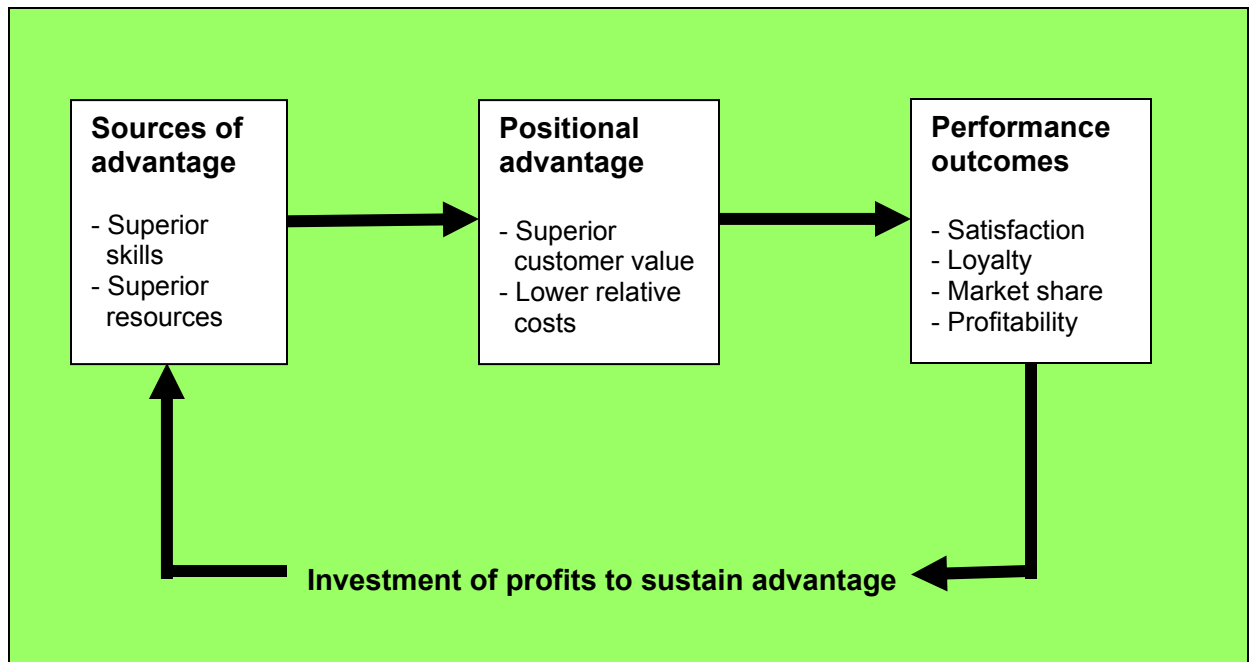 Sources of
advantage
- Superior
skills
- Superior
resources
Positional
advantage
- Superior
customer value
- Lower relative
costs
Performance
outcomes
- Satisfaction
- Loyalty
- Market share
- Profitability
Investment of profits to sustain advantage